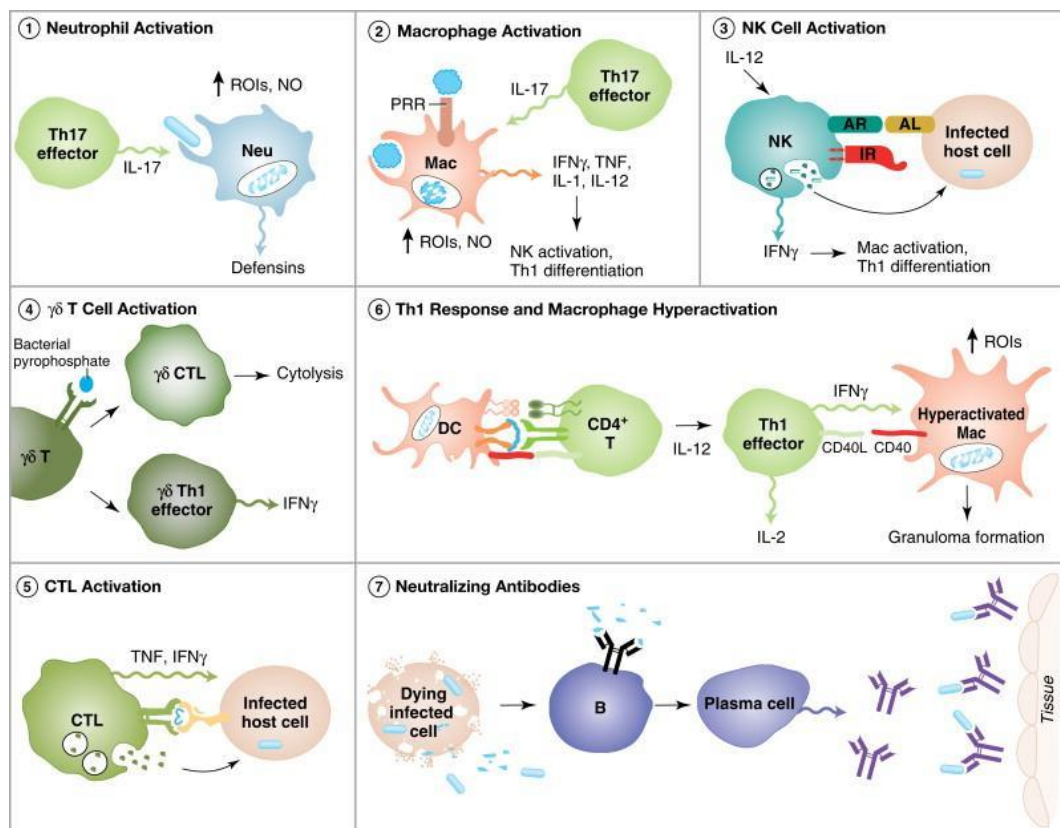 ① Neutrophil Activation
ROIs, NO
Th17
effector
IL-17
Neu
Defensins
② Macrophage Activation
PRR
IL-17
Th17
effector
Mac
IFNγ, TNF,
IL-1, IL-12
ROIs, NO
NK activation,
Th1 differentiation
③ NK Cell Activation
IL-12
NK
AR
AL
IR
Infected
host cell
IFNγ
Mac activation,
Th1 differentiation
④ γδ T Cell Activation
Bacterial
pyrophosphate
γδ T
γδ CTL
Cytolysis
γδ Th1
effector
IFNγ
⑤ CTL Activation
TNF, IFNγ
CTL
Infected
host cell
⑥ Th1 Response and Macrophage Hyperactivation
DC
CD4+
T
IL-12
Th1
effector
IL-2
IFNγ
CD40L
CD40
ROIs
Hyperactivated
Mac
Granuloma formation
⑦ Neutralizing Antibodies
Dying
infected
cell
B
Plasma cell
Tissue